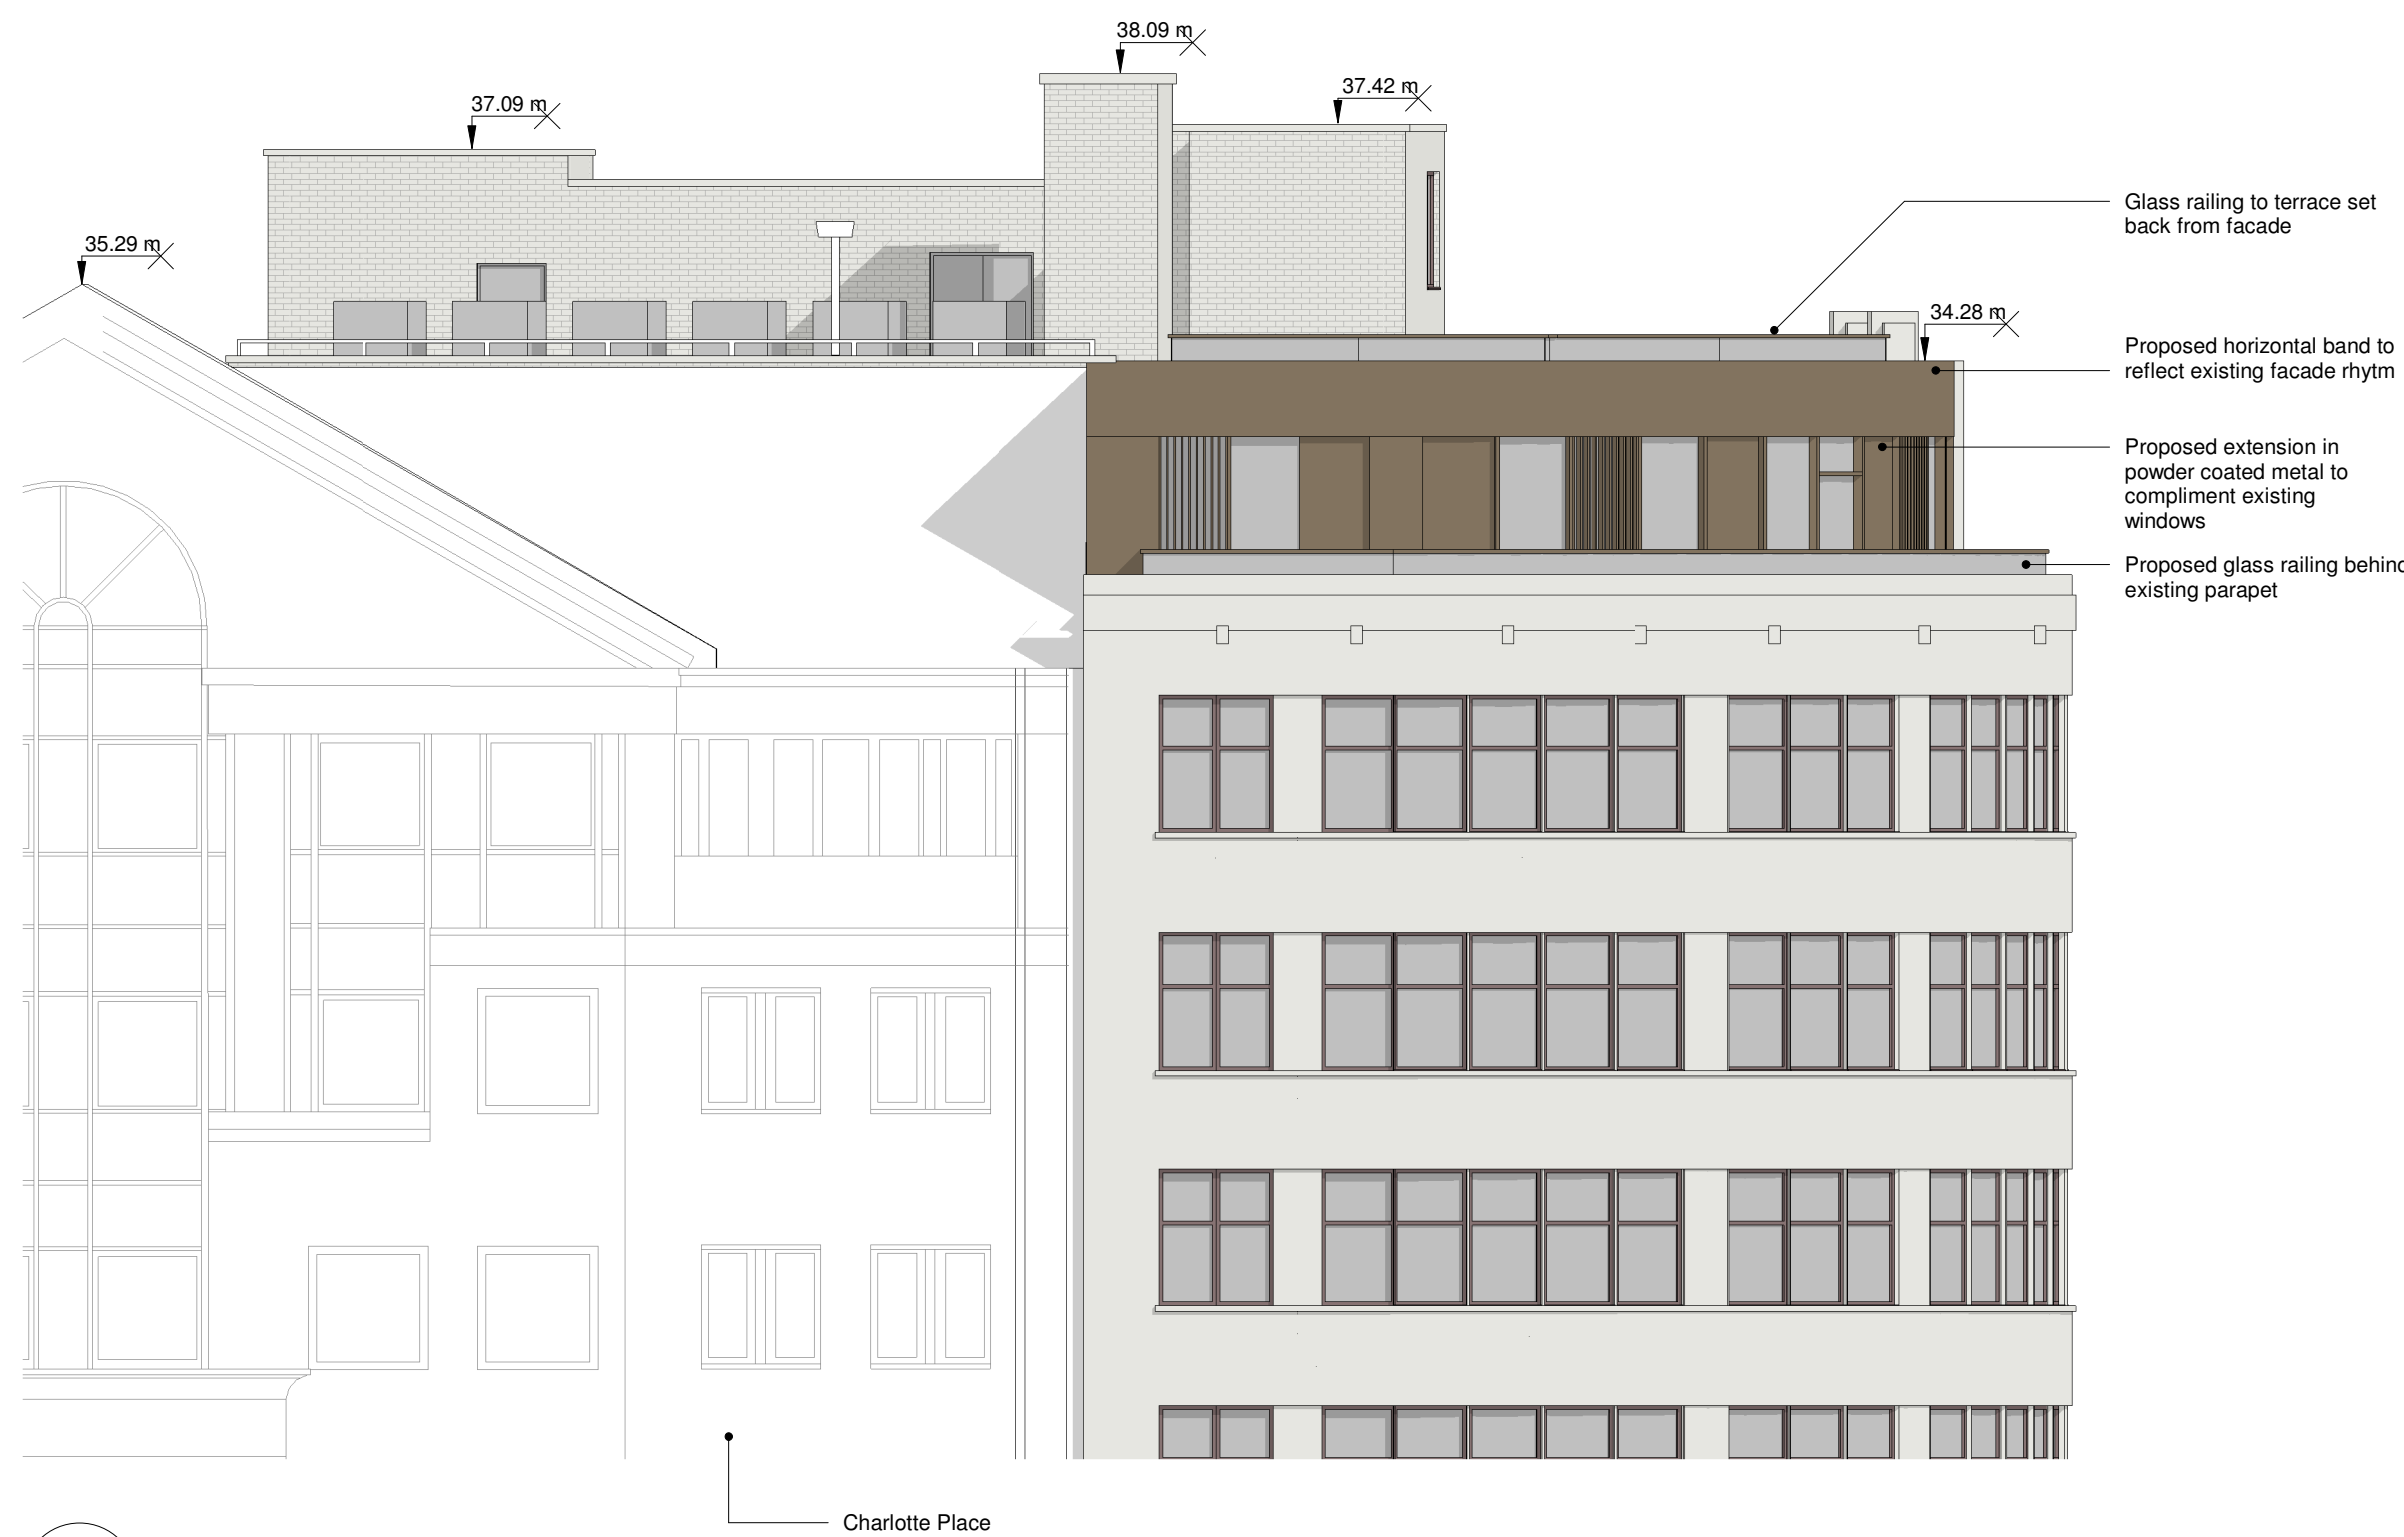 38.09 m
37.42 m
37.09 m
35.29 m
34.28 m
Glass railing to terrace set
back from facade
Proposed horizontal band to
reflect existing facade rhytm
Proposed extension in
powder coated metal to
compliment existing
windows
Proposed glass railing behind
existing parapet
Charlotte Place